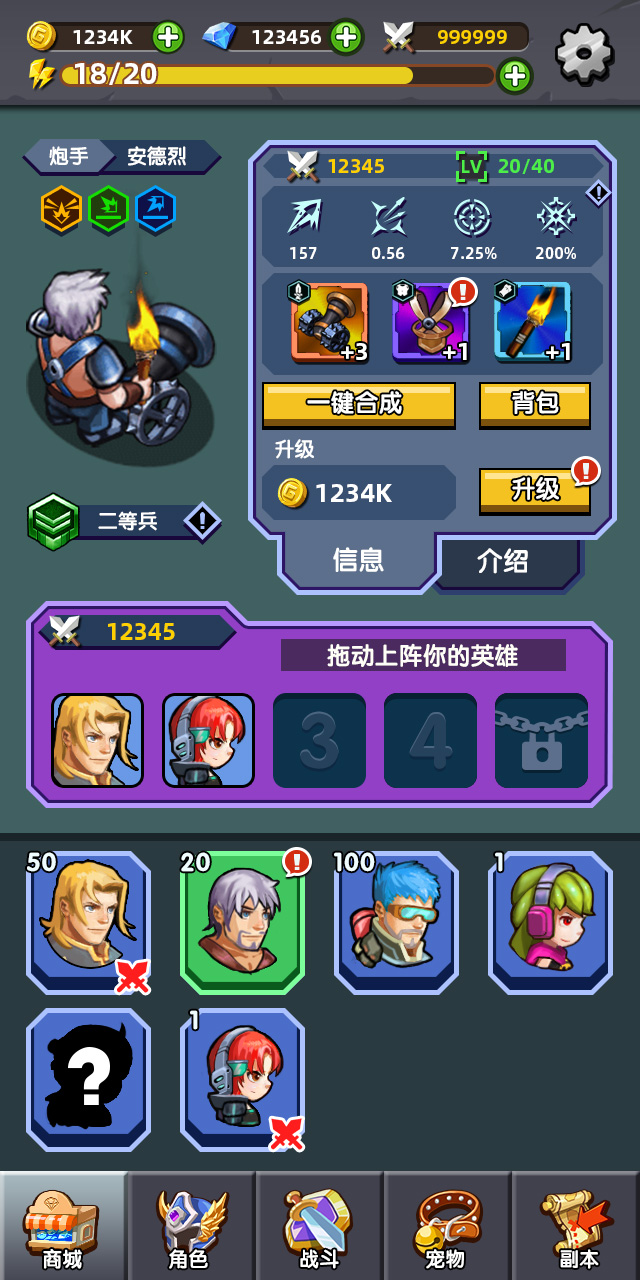 1234K
123456
999999
18/20
炮手 安德烈
12345
LV 20/40
157
0.56
7.25%
200%
+3
+1
+1
一键合成
背包
升级
1234K
升级
二等兵
信息
介绍
12345
拖动上阵你的英雄
3
4
50
20
100
1
?
1
商城
角色
战斗
宠物
副本